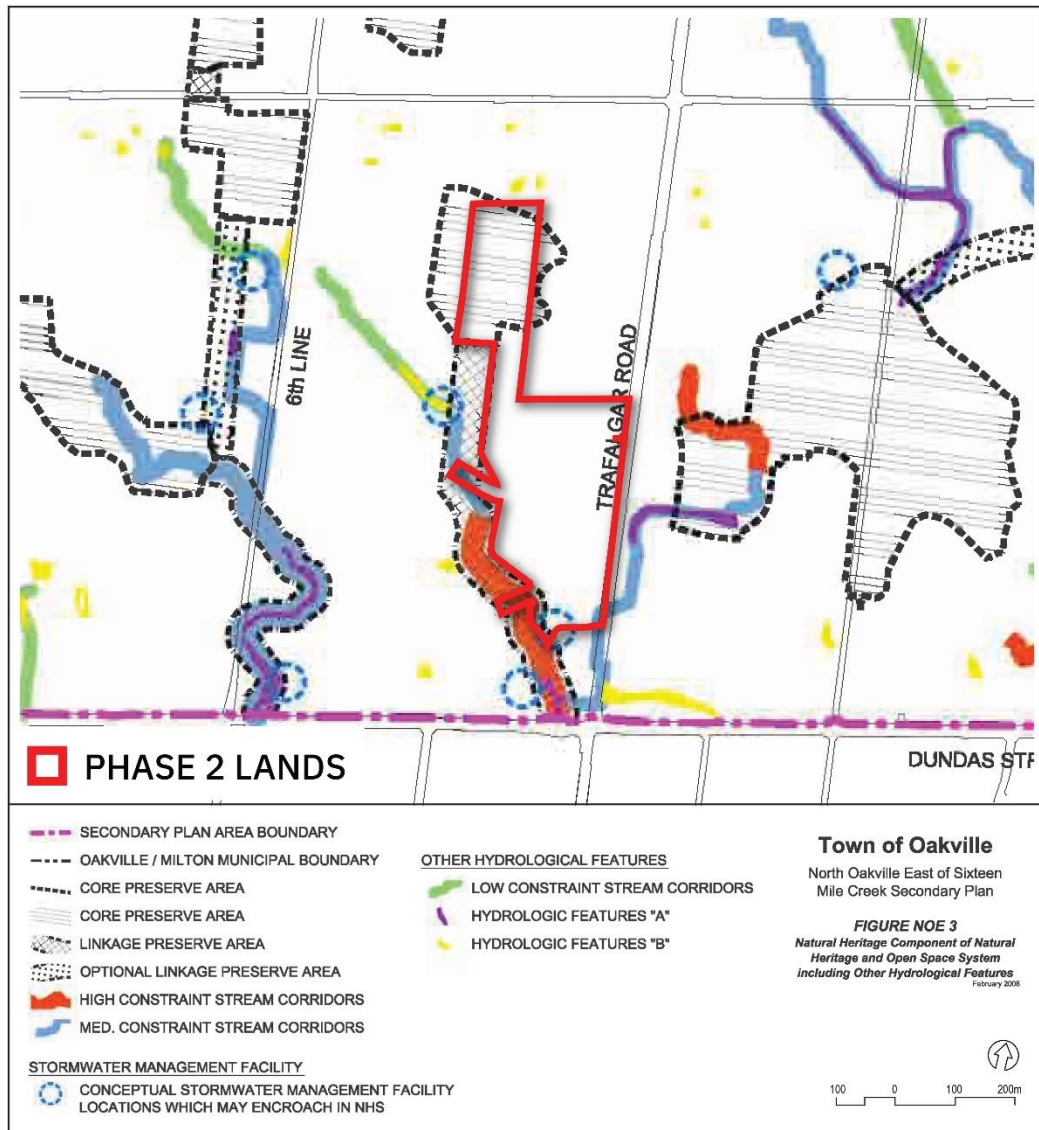 6th LINE
TRAFALGAR ROAD
PHASE 2 LANDS
DUNDAS STR
SECONDARY PLAN AREA BOUNDARY
OAKVILLE / MILTON MUNICIPAL BOUNDARY
CORE PRESERVE AREA
CORE PRESERVE AREA
LINKAGE PRESERVE AREA
OPTIONAL LINKAGE PRESERVE AREA
HIGH CONSTRAINT STREAM CORRIDORS
MED. CONSTRAINT STREAM CORRIDORS
STORMWATER MANAGEMENT FACILITY
CONCEPTUAL STORMWATER MANAGEMENT FACILITY
LOCATIONS WHICH MAY ENCROACH IN NHS
OTHER HYDROLOGICAL FEATURES
LOW CONSTRAINT STREAM CORRIDORS
HYDROLOGIC FEATURES "A"
HYDROLOGIC FEATURES "B"
Town of Oakville
North Oakville East of Sixteen
Mile Creek Secondary Plan
FIGURE NOE 3
Natural Heritage Component of Natural
Heritage and Open Space System
including Other Hydrological Features
February 2008
100 0 100 200m